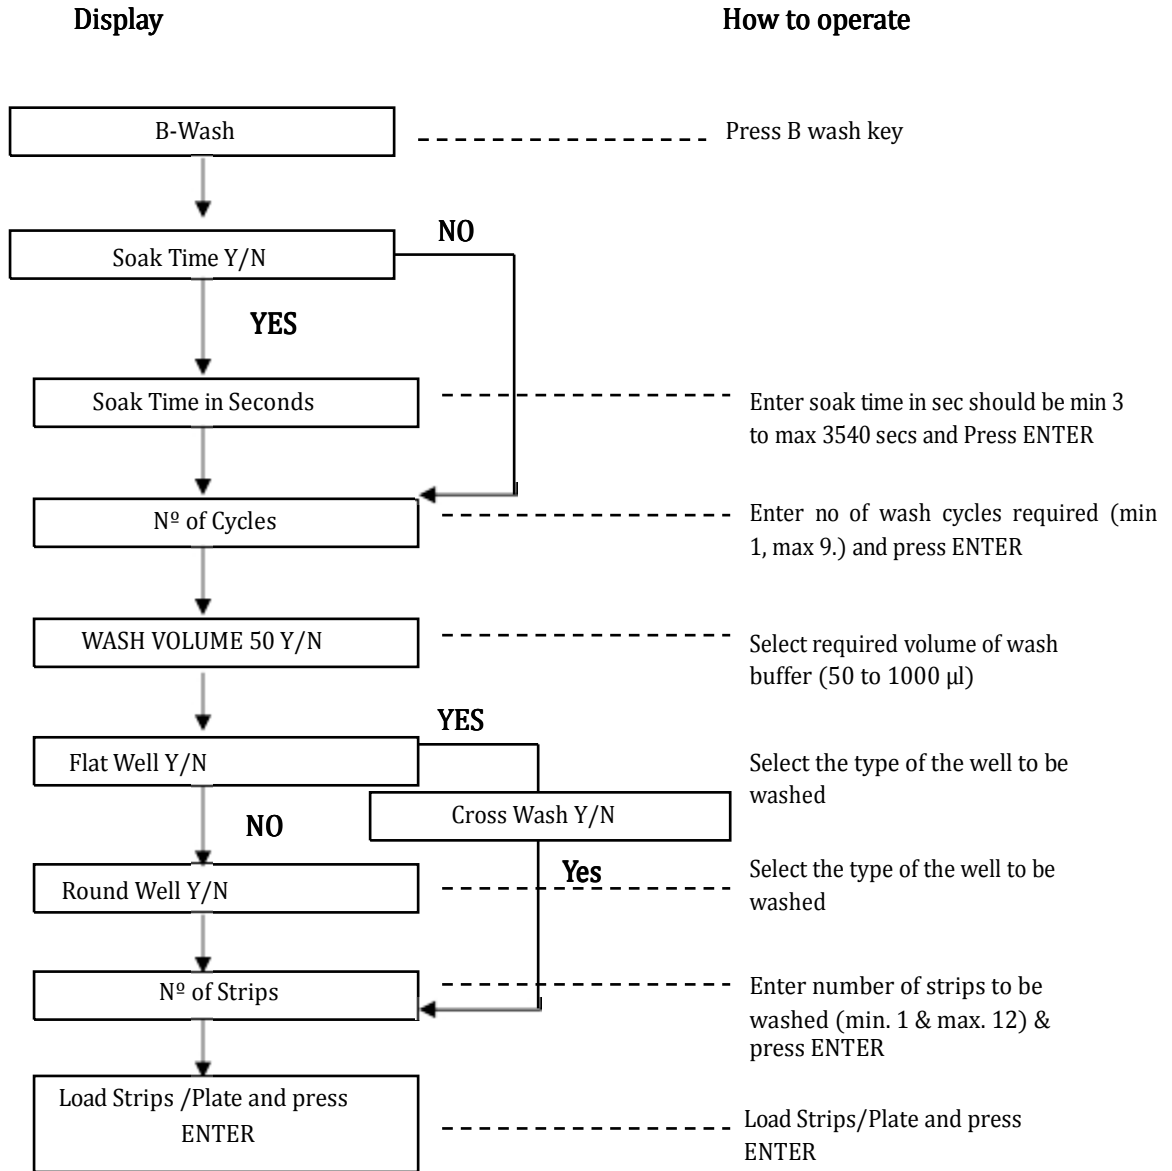 Display
How to operate
B-Wash
Press B wash key
Soak Time Y/N
NO
YES
Soak Time in Seconds
Enter soak time in sec should be min 3
to max 3540 secs and Press ENTER
Nº of Cycles
Enter no of wash cycles required (min
1, max 9.) and press ENTER
WASH VOLUME 50 Y/N
Select required volume of wash
buffer (50 to 1000 µl)
YES
Flat Well Y/N
Select the type of the well to be
washed
Cross Wash Y/N
NO
Yes
Round Well Y/N
Select the type of the well to be
washed
Nº of Strips
Enter number of strips to be
washed (min. 1 & max. 12) &
press ENTER
Load Strips /Plate and press
ENTER
Load Strips/Plate and press
ENTER